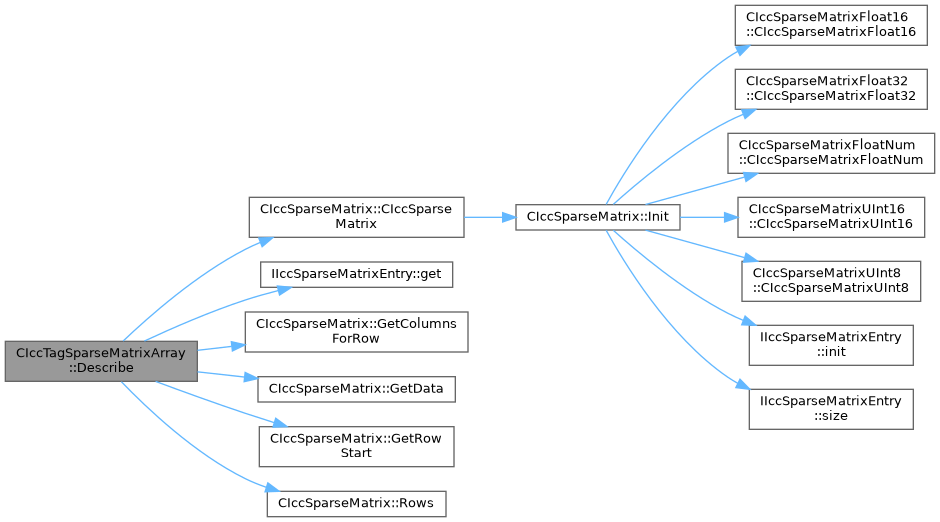 CIccTagSparseMatrixArray
::Describe
CIccSparseMatrix::CIccSparse
Matrix
IIccSparseMatrixEntry::get
CIccSparseMatrix::GetColumns
ForRow
CIccSparseMatrix::GetData
CIccSparseMatrix::GetRow
Start
CIccSparseMatrix::Rows
CIccSparseMatrix::Init
CIccSparseMatrixFloat16
::CIccSparseMatrixFloat16
CIccSparseMatrixFloat32
::CIccSparseMatrixFloat32
CIccSparseMatrixFloatNum
::CIccSparseMatrixFloatNum
CIccSparseMatrixUInt16
::CIccSparseMatrixUInt16
CIccSparseMatrixUInt8
::CIccSparseMatrixUInt8
IIccSparseMatrixEntry
::init
IIccSparseMatrixEntry
::size